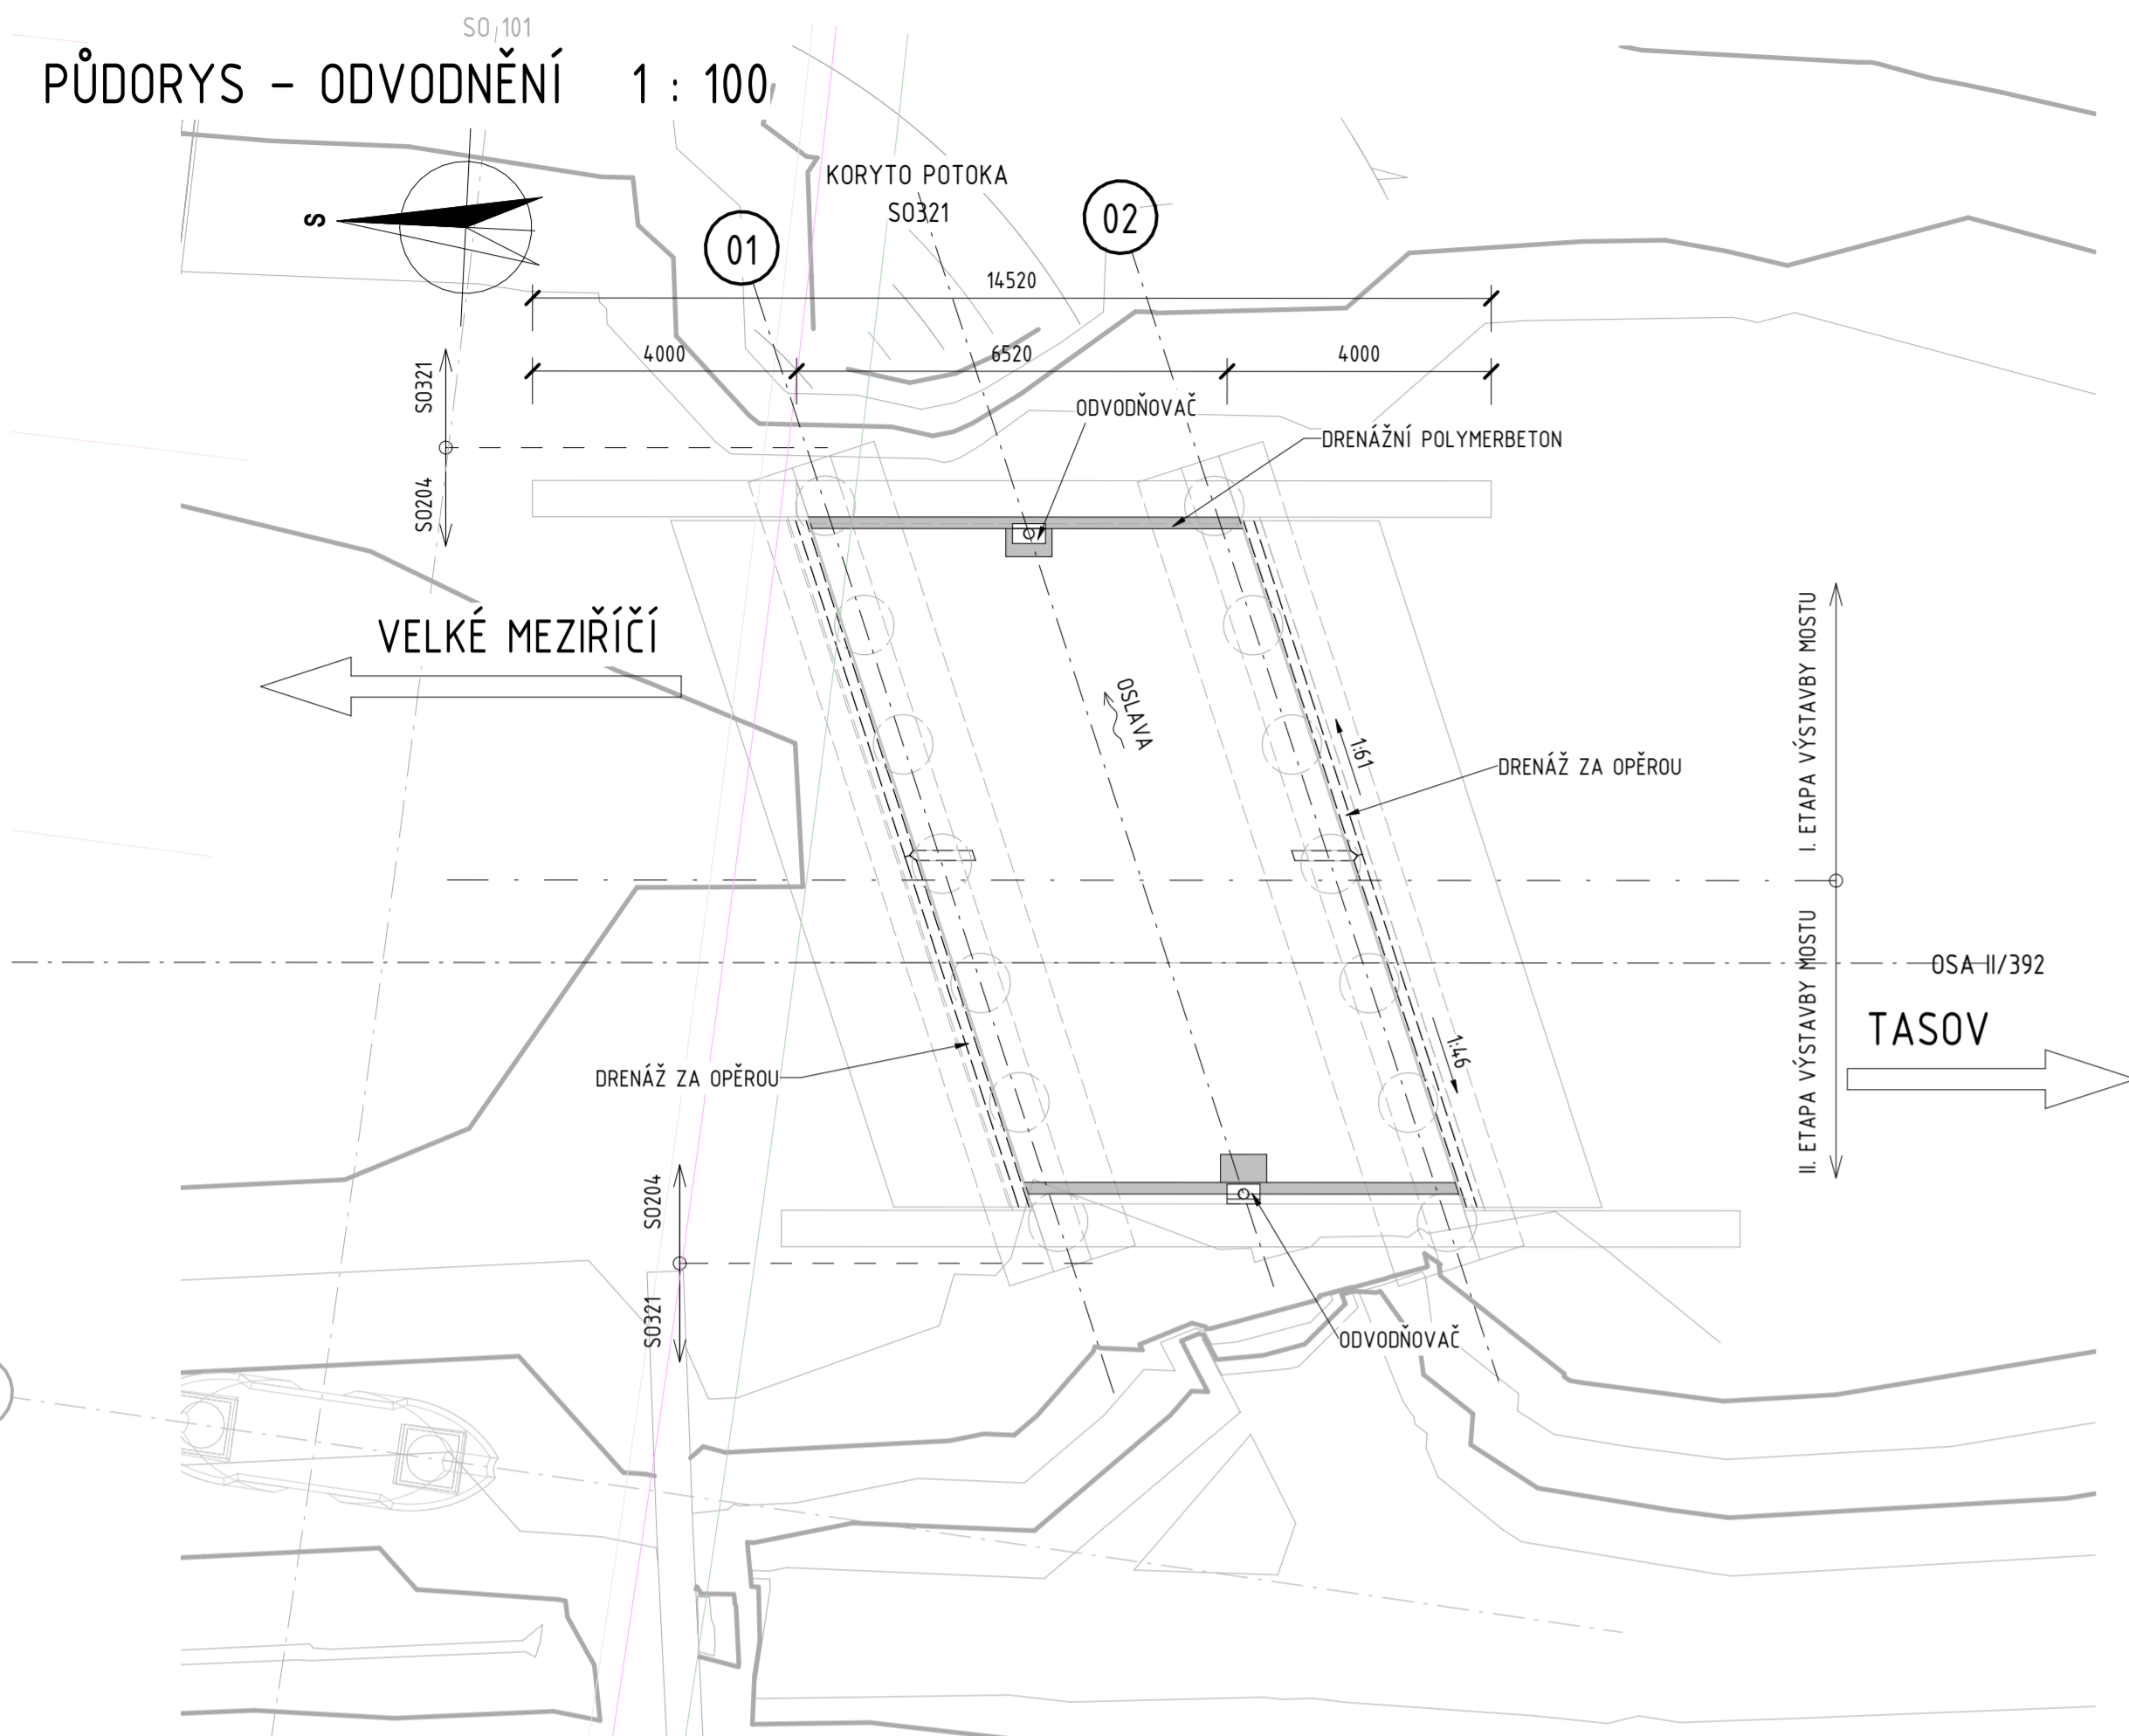 SO 101
PŮDORYS - ODVODNĚNÍ 1 : 100
KORYTO POTOKA
SO321
S
01
02
14520
4000
6520
4000
SO321
SO204
ODVODŇOVAČ
DRENÁŽNÍ POLYMERBETON
VELKÉ MEZIŘÍČÍ
OSLAVA
1:61
DRENÁŽ ZA OPĚROU
I. ETAPA VÝSTAVBY MOSTU
II. ETAPA VÝSTAVBY MOSTU
OSA II/392
TASOV
1:46
DRENÁŽ ZA OPĚROU
SO204
SO321
ODVODŇOVAČ